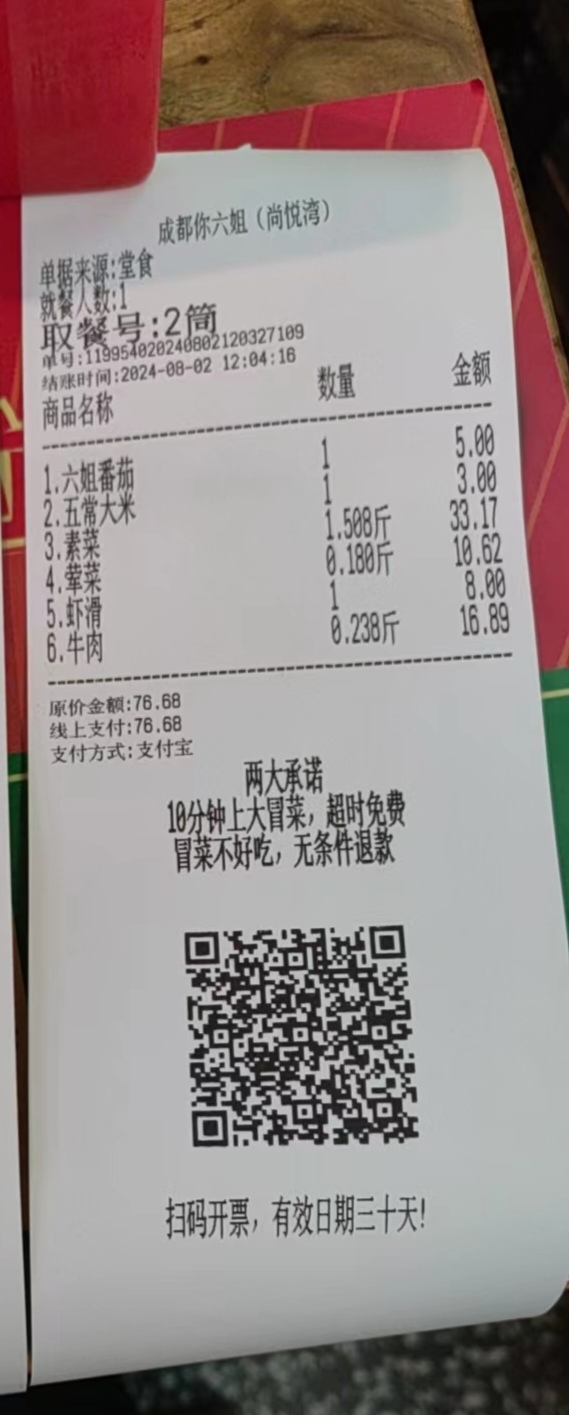 成都你六姐（尚悦湾）
单据来源:堂食
就餐人数:1
取餐号:2筒
单号:119954020240802120327109
结账时间:2024-08-02 12:04:16
商品名称 数量 金额
1.六姐番茄 1 5.00
2.五常大米 1 3.00
3.素菜 1.508斤 33.17
4.荤菜 0.180斤 10.62
5.虾滑 1 8.00
6.牛肉 0.238斤 16.89
原价金额:76.68
线上支付:76.68
支付方式:支付宝
两大承诺
10分钟上大冒菜，超时免费
冒菜不好吃，无条件退款
扫码开票，有效日期三十天!